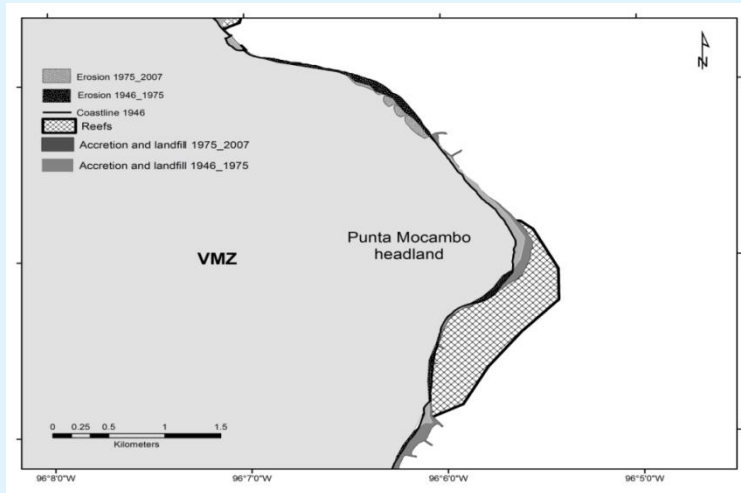 N
Erosion 1975_2007
Erosion 1946_1975
Coastline 1946
Reefs
Accretion and landfill 1975_2007
Accretion and landfill 1946_1975
Punta Mocambo
headland
VMZ
0 0.25 0.5 1 1.5
Kilometers
96°8'0"W 96°7'0"W 96°6'0"W 96°5'0"W